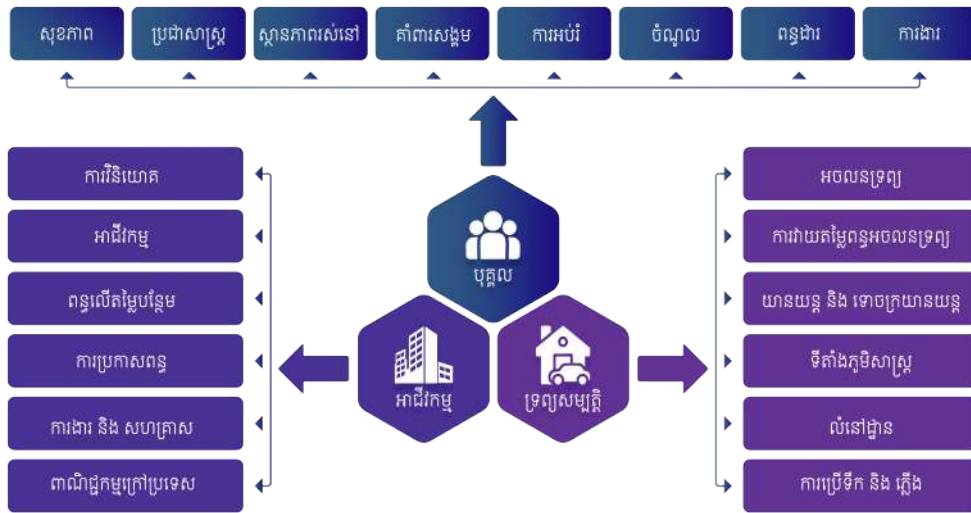 សុខភាព
ប្រជាសាស្ត្រ
ស្ថានភាពរស់នៅ
គាំពារសង្គម
ការអប់រំ
ចំណូល
ពន្ធដារ
ការងារ
ការវិនិយោគ
អាជីវកម្ម
ពន្ធលើតម្លៃបន្ថែម
ការប្រកាសពន្ធ
ការងារ និង សហគ្រាស
ពាណិជ្ជកម្មក្រៅប្រទេស
បុគ្គល
អាជីវកម្ម
ទ្រព្យសម្បត្តិ
អចលនទ្រព្យ
ការវាយតម្លៃពន្ធអចលនទ្រព្យ
យានយន្ត និង ទោចក្រយានយន្ត
ទីតាំងភូមិសាស្ត្រ
លំនៅដ្ឋាន
ការប្រើទឹក និង ភ្លើង